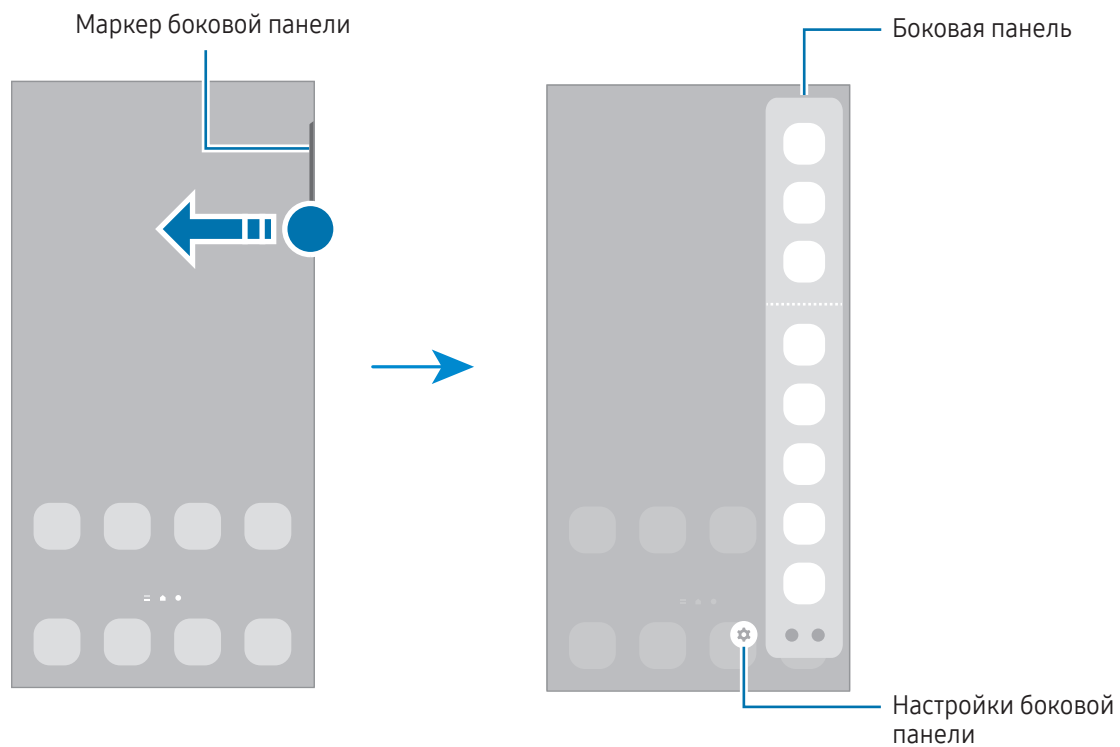 Маркер боковой панели
Боковая панель
Настройки боковой
панели